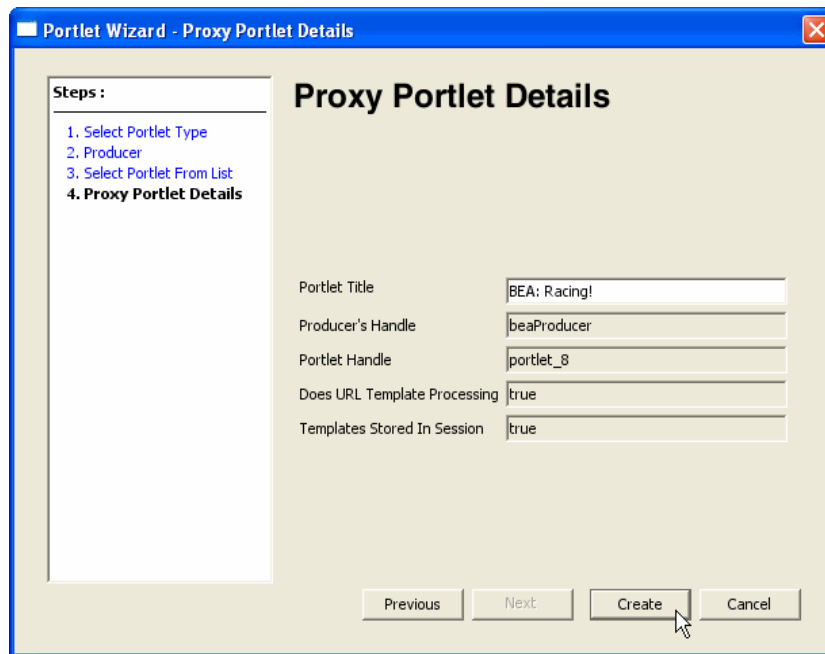 Portlet Wizard - Proxy Portlet Details
Steps :
1. Select Portlet Type
2. Producer
3. Select Portlet From List
4. Proxy Portlet Details
Proxy Portlet Details
Portlet Title BEA: Racing!
Producer's Handle beaProducer
Portlet Handle portlet_8
Does URL Template Processing true
Templates Stored In Session true
Previous Next Create Cancel